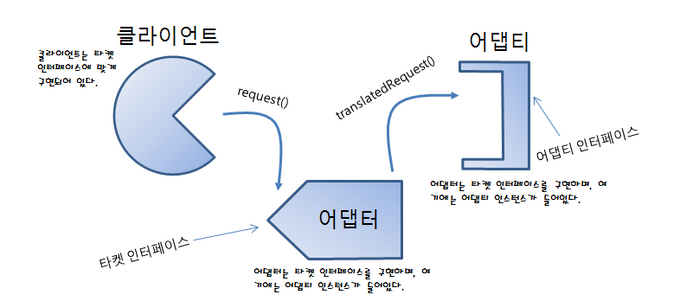 클라이언트
클라이언트는 타켓
인터페이스에 맞게
구현되어 있다.
request()
translatedRequest()
어댑티
어댑티 인터페이스
어댑터는 타켓 인터페이스를 구현하며, 여
기에는 어댑티 인스턴스가 들어있다.
어댑터
타켓 인터페이스
어댑터는 타켓 인터페이스를 구현하며, 여
기에는 어댑티 인스턴스가 들어있다.